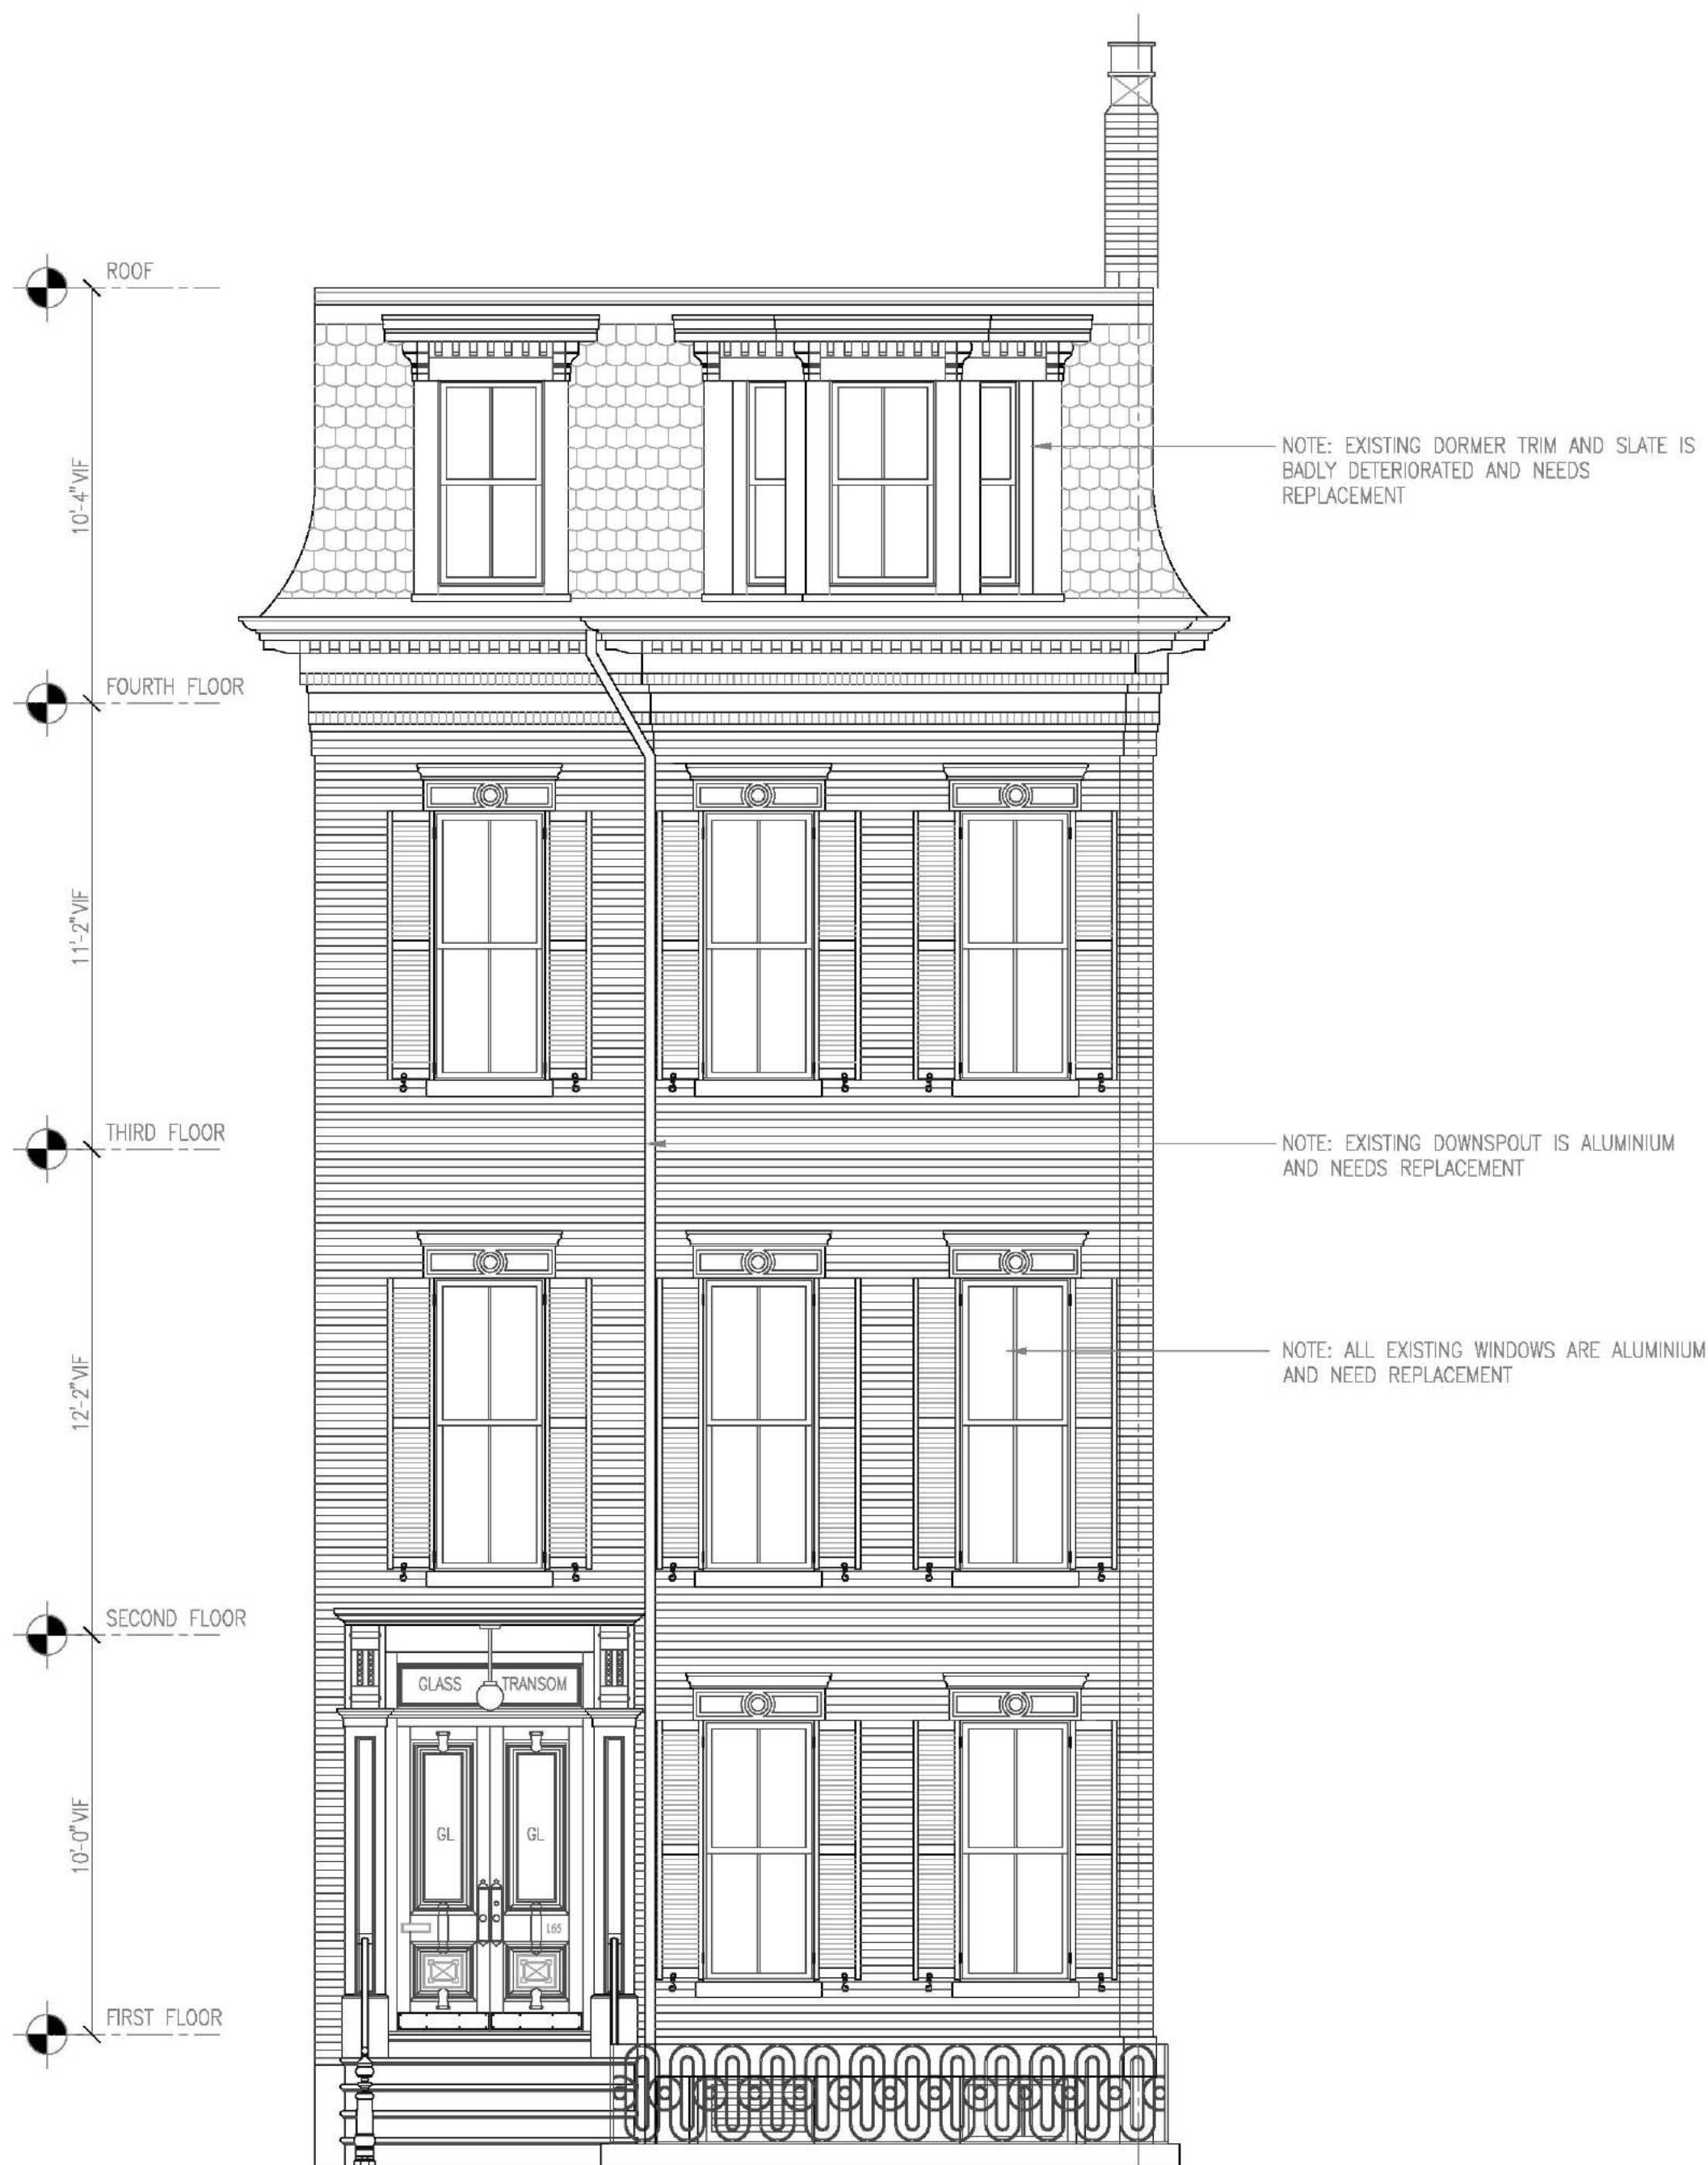 ROOF
10'-4"VIF
NOTE: EXISTING DORMER TRIM AND SLATE IS
BADLY DETERIORATED AND NEEDS
REPLACEMENT
FOURTH FLOOR
11'-2"VIF
THIRD FLOOR
NOTE: EXISTING DOWNSPOUT IS ALUMINIUM
AND NEEDS REPLACEMENT
12'-2"VIF
NOTE: ALL EXISTING WINDOWS ARE ALUMINIUM
AND NEED REPLACEMENT
SECOND FLOOR
GLASS TRANSOM
10'-0"VIF
GL GL
165
FIRST FLOOR